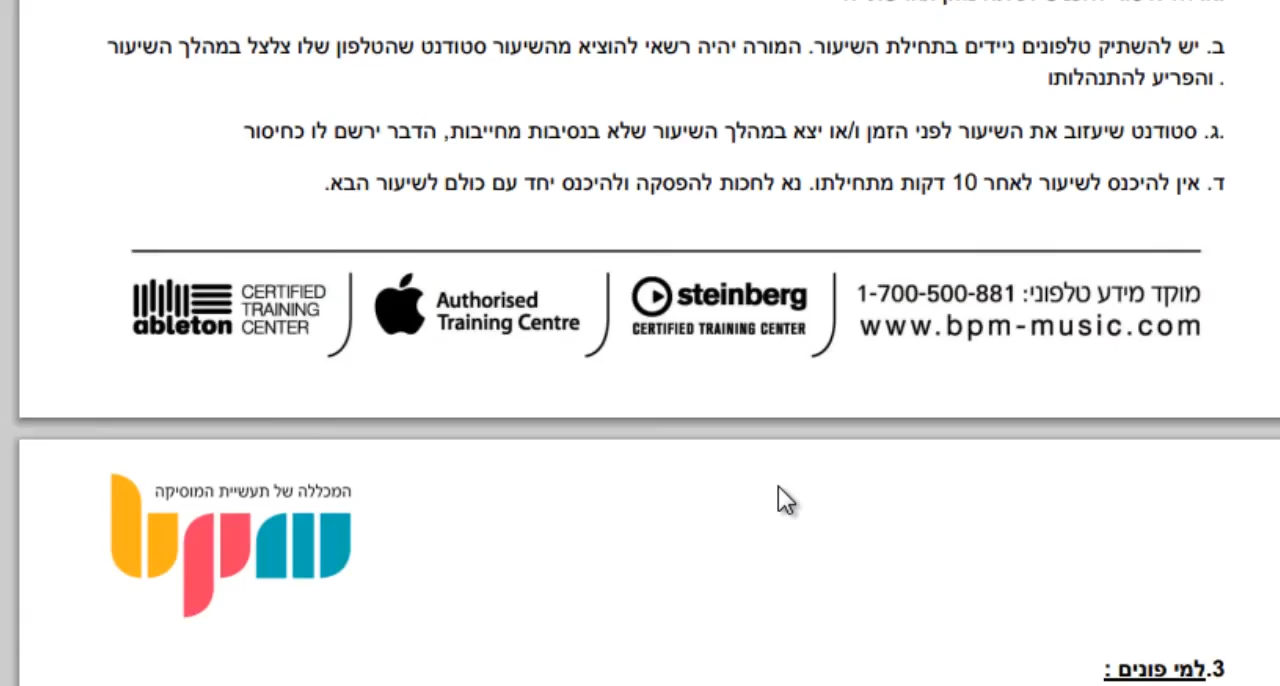 ב. יש להשתיק טלפונים ניידים בתחילת השיעור. המורה יהיה רשאי להוציא מהשיעור סטודנט שהטלפון שלו צלצל במהלך השיעור
. והפריע להתנהלותו
.ג. סטודנט שיעזוב את השיעור לפני הזמן ו/או יצא במהלך השיעור שלא בנסיבות מחייבות, הדבר ירשם לו כחיסור
ד. אין להיכנס לשיעור לאחר 10 דקות מתחילתו. נא לחכות להפסקה ולהיכנס יחד עם כולם לשיעור הבא.
ableton
CERTIFIED
TRAINING
CENTER
Authorised
Training Centre
steinberg
CERTIFIED TRAINING CENTER
מוקד מידע טלפוני: 1-700-500-881
www.bpm-music.com
המכללה של תעשיית המוסיקה
bpm
3.למי פונים :